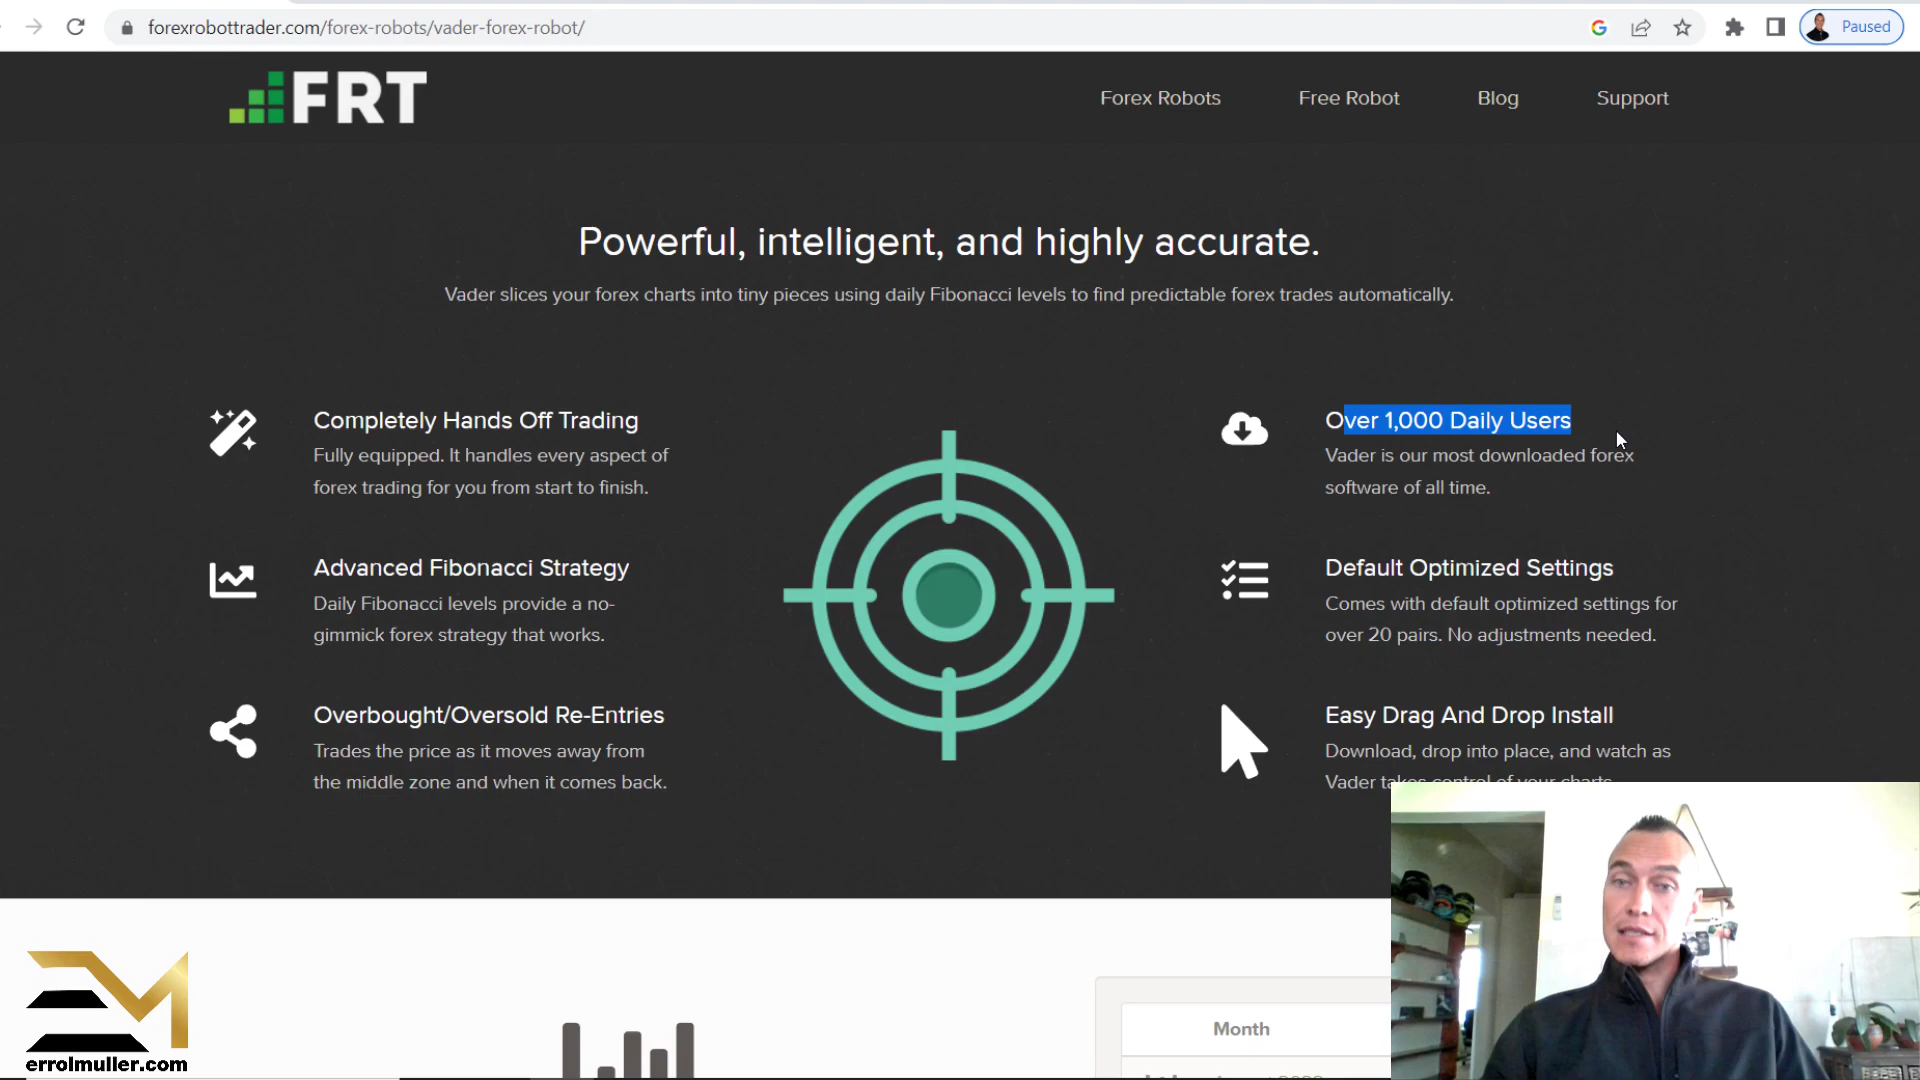 forexrobottrader.com/forex-robots/vader-forex-robot/
Paused
FRT
Forex Robots
Free Robot
Blog
Support
Powerful, intelligent, and highly accurate.
Vader slices your forex charts into tiny pieces using daily Fibonacci levels to find predictable forex trades automatically.
Completely Hands Off Trading
Fully equipped. It handles every aspect of
forex trading for you from start to finish.
Advanced Fibonacci Strategy
Daily Fibonacci levels provide a no-
gimmick forex strategy that works.
Overbought/Oversold Re-Entries
Trades the price as it moves away from
the middle zone and when it comes back.
Over 1,000 Daily Users
Vader is our most downloaded forex
software of all time.
Default Optimized Settings
Comes with default optimized settings for
over 20 pairs. No adjustments needed.
Easy Drag And Drop Install
Download, drop into place, and watch as
Vader takes control of your charts.
Month
EM
errolmuller.com